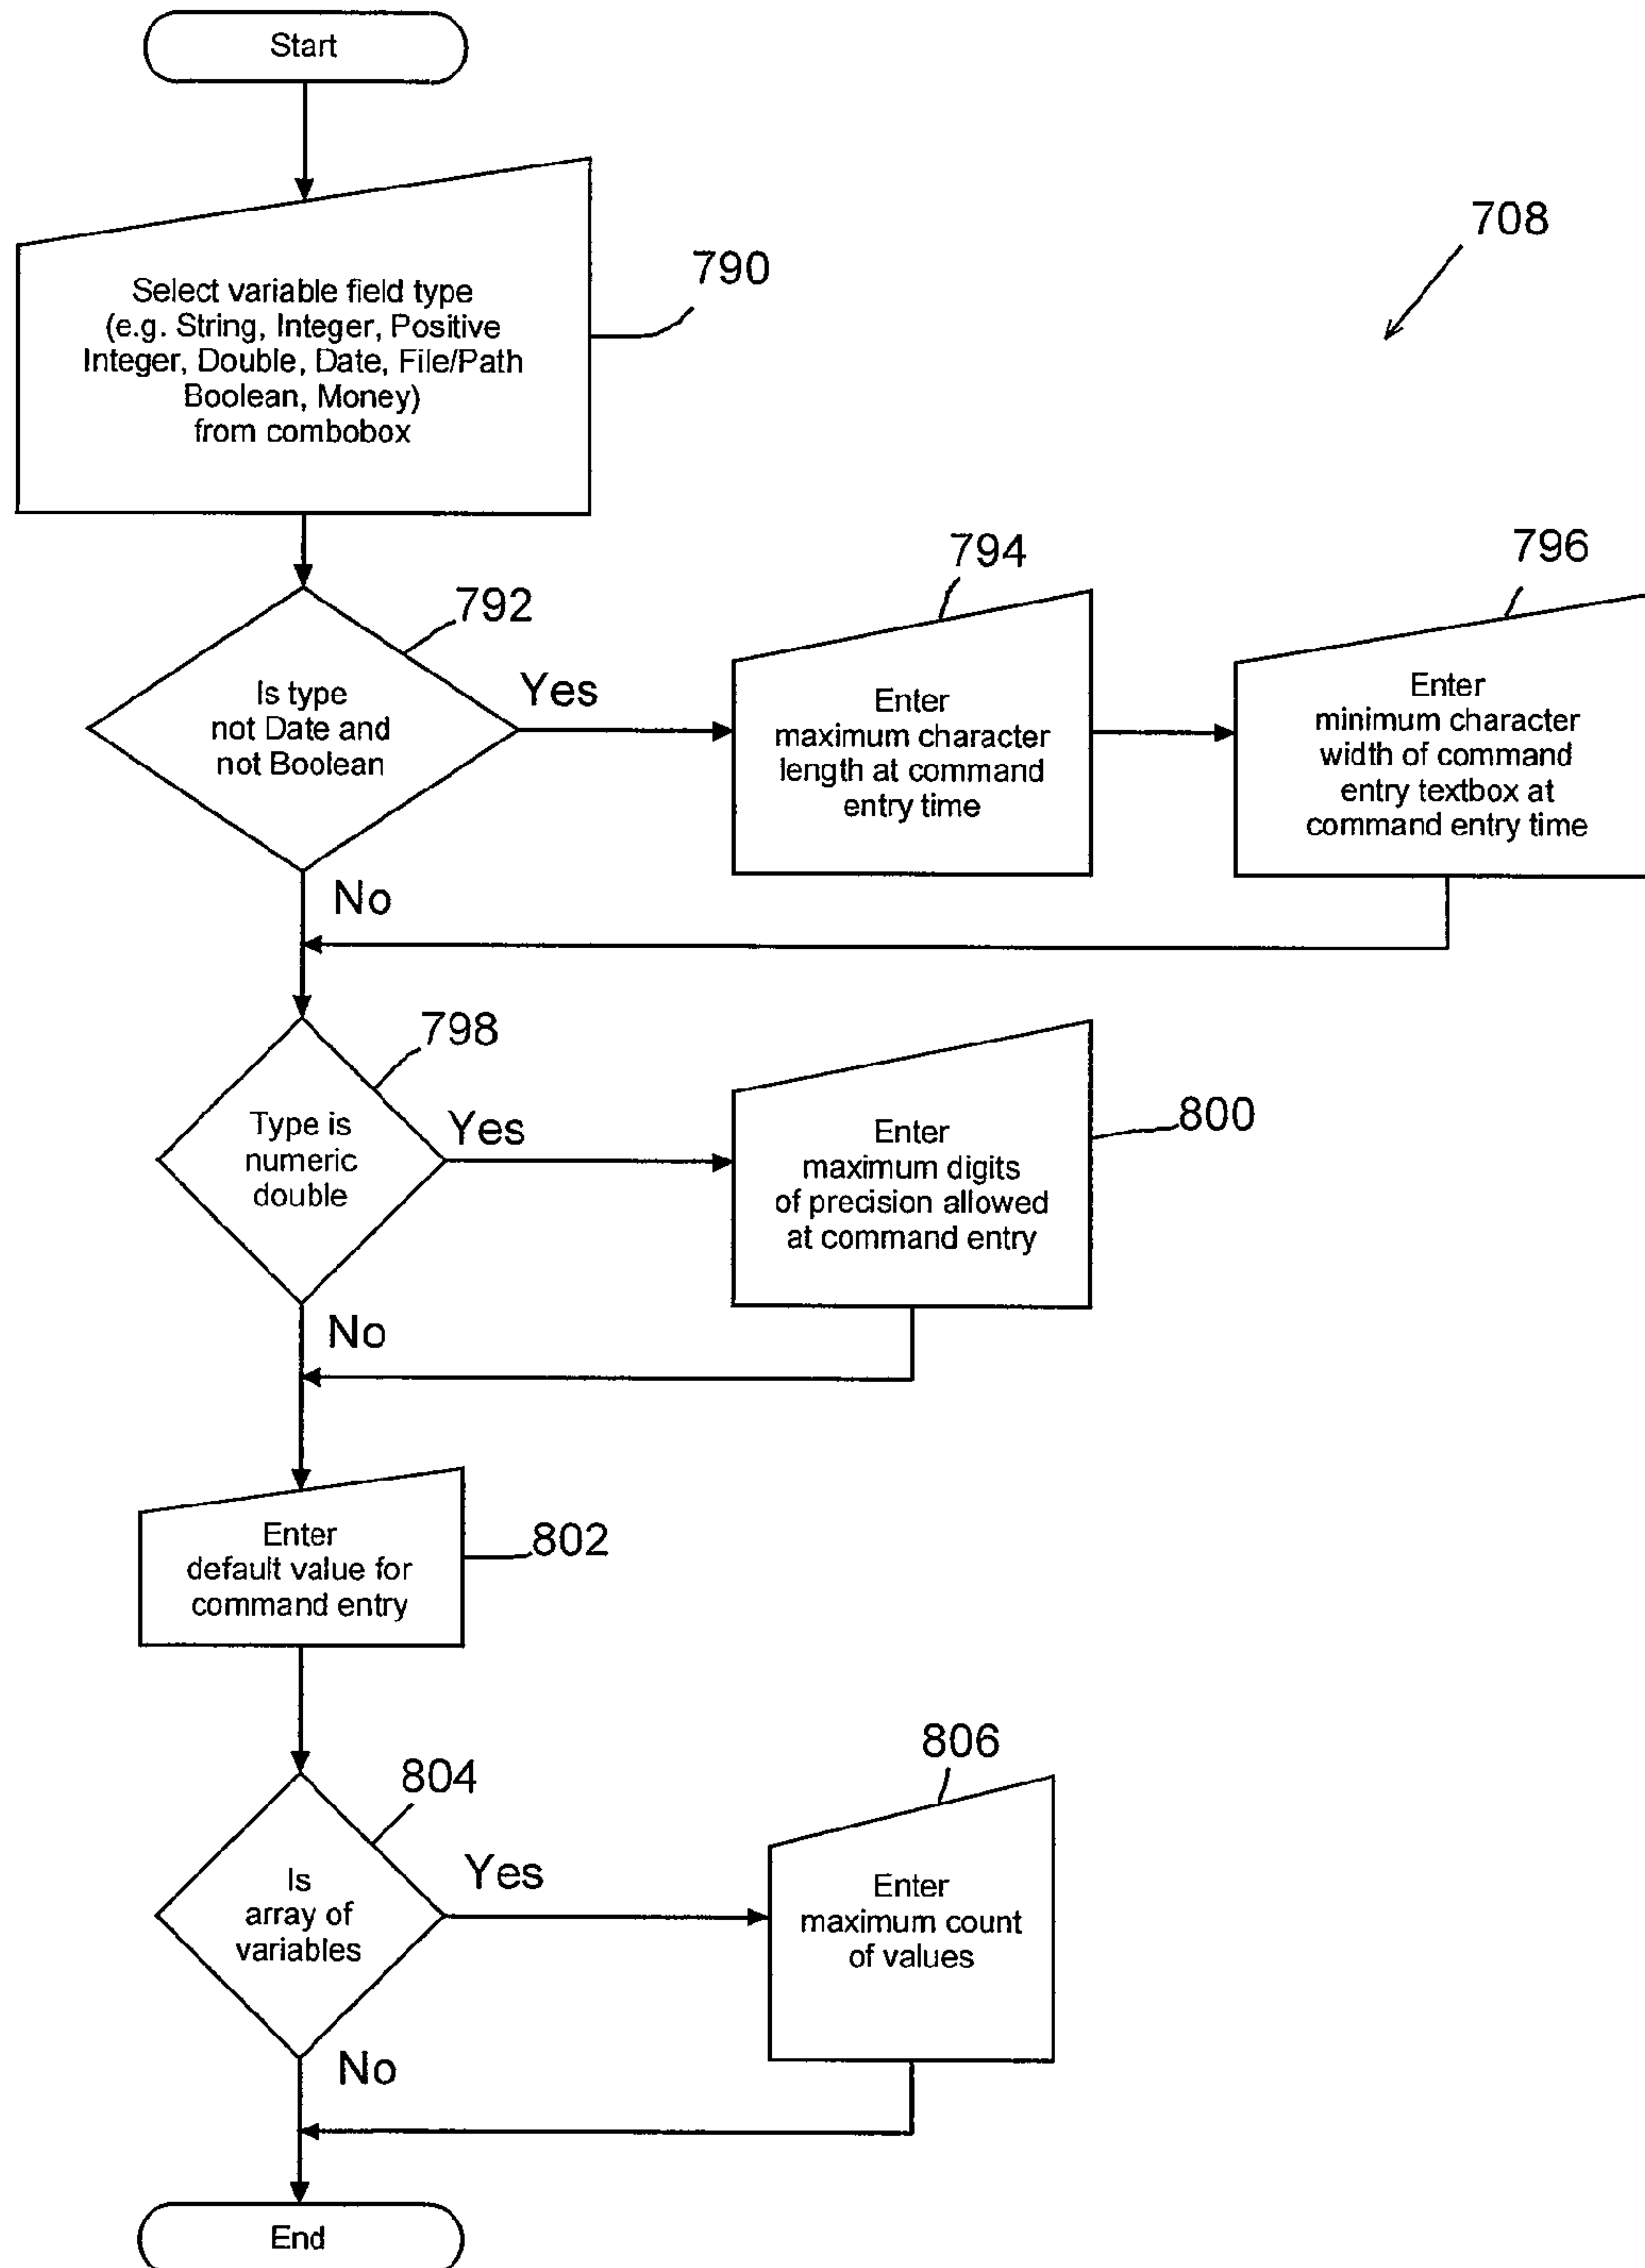 Start
708
790
Select variable field type
(e.g. String, Integer, Positive
Integer, Double, Date, File/Path
Boolean, Money)
from combobox
792
Is type
not Date and
not Boolean
Yes
No
794
Enter
maximum character
length at command
entry time
796
Enter
minimum character
width of command
entry textbox at
command entry time
798
Type is
numeric
double
Yes
No
800
Enter
maximum digits
of precision allowed
at command entry
802
Enter
default value for
command entry
804
Is
array of
variables
Yes
No
806
Enter
maximum count
of values
End